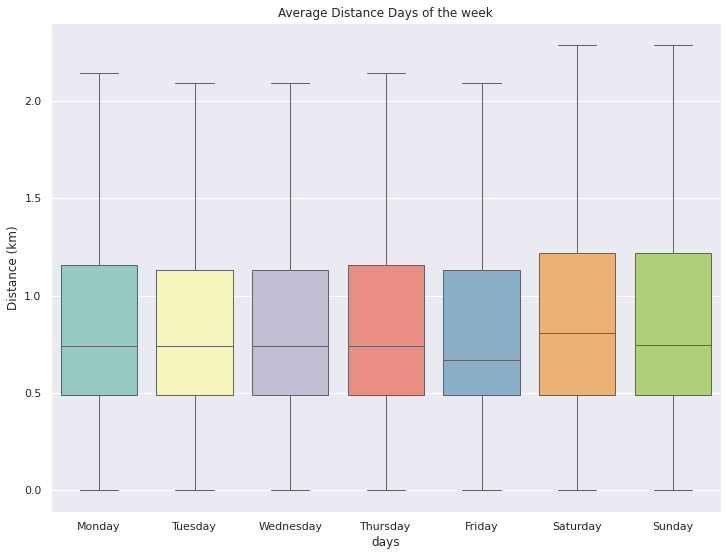 Average Distance Days of the week
2.0
1.5
1.0
0.5
0.0
Distance (km)
Monday Tuesday Wednesday Thursday Friday Saturday Sunday
days